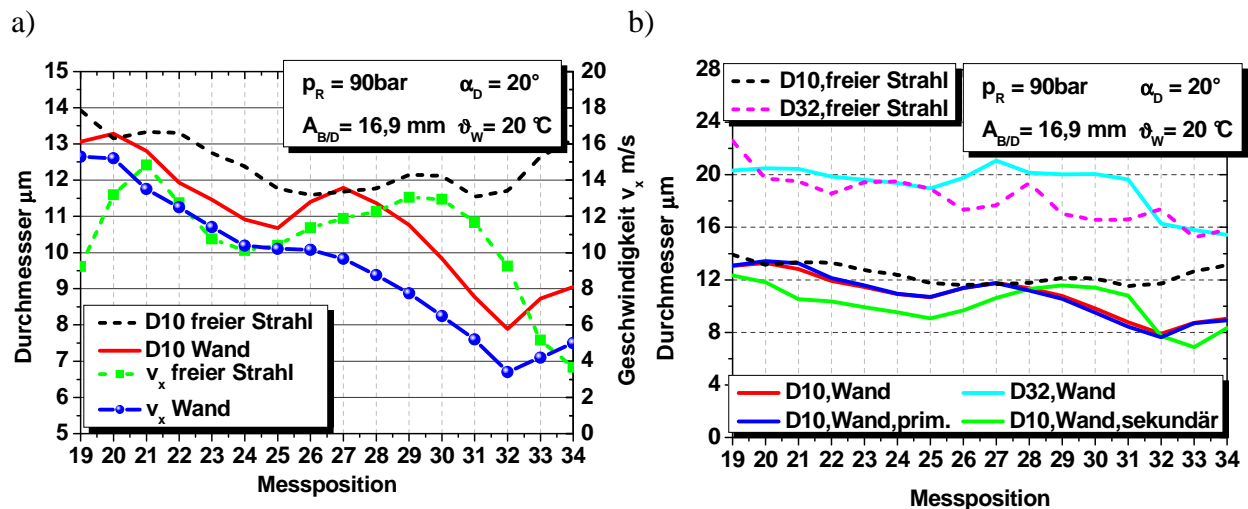 a)
b)
15
14
13
12
11
10
9
8
7
6
5
Durchmessser µm
p_R = 90bar α_D = 20°
A_B/D= 16,9 mm ϑ_W= 20 °C
20
18
16
14
12
10
8
6
4
2
0
Geschwindigkeit v_x m/s
D10 freier Strahl
D10 Wand
v_x freier Strahl
v_x Wand
19 20 21 22 23 24 25 26 27 28 29 30 31 32 33 34
Messposition
28
24
20
16
12
8
4
0
Durchmesser µm
D10,freier Strahl
D32,freier Strahl
p_R = 90bar α_D = 20°
A_B/D= 16,9 mm ϑ_W= 20 °C
D10,Wand D32,Wand
D10,Wand,prim. D10,Wand,sekundär
19 20 21 22 23 24 25 26 27 28 29 30 31 32 33 34
Messposition